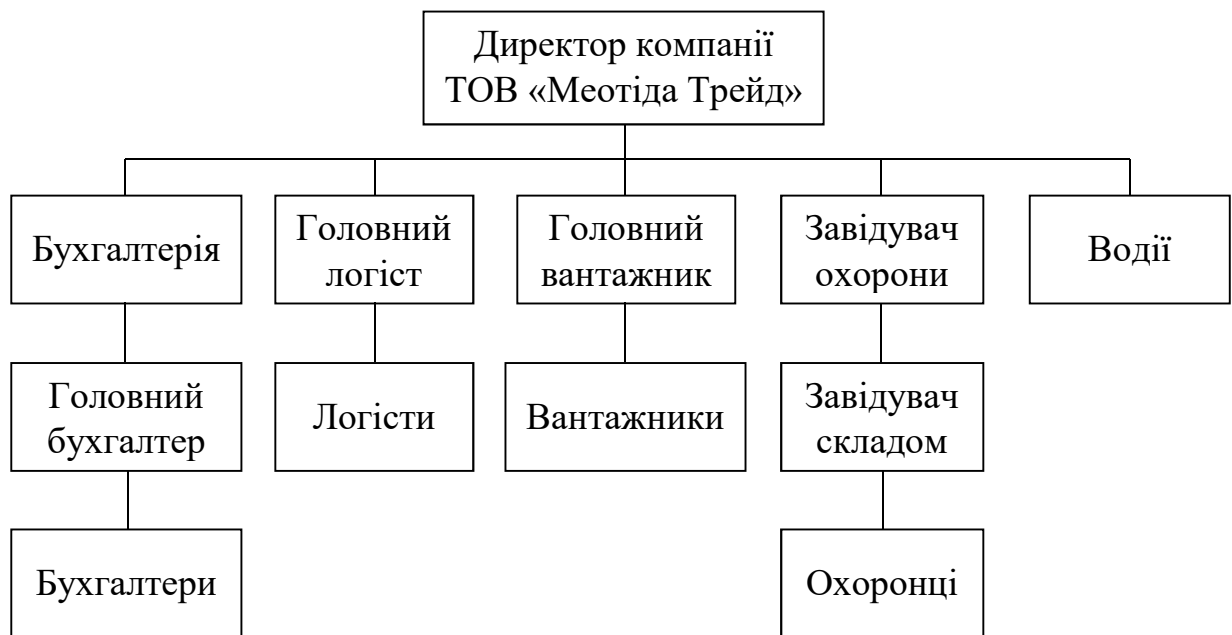 Директор компанії
ТОВ «Меотіда Трейд»
Бухгалтерія
Головний
логіст
Головний
вантажник
Завідувач
охорони
Водії
Головний
бухгалтер
Логісти
Вантажники
Завідувач
складом
Бухгалтери
Охоронці